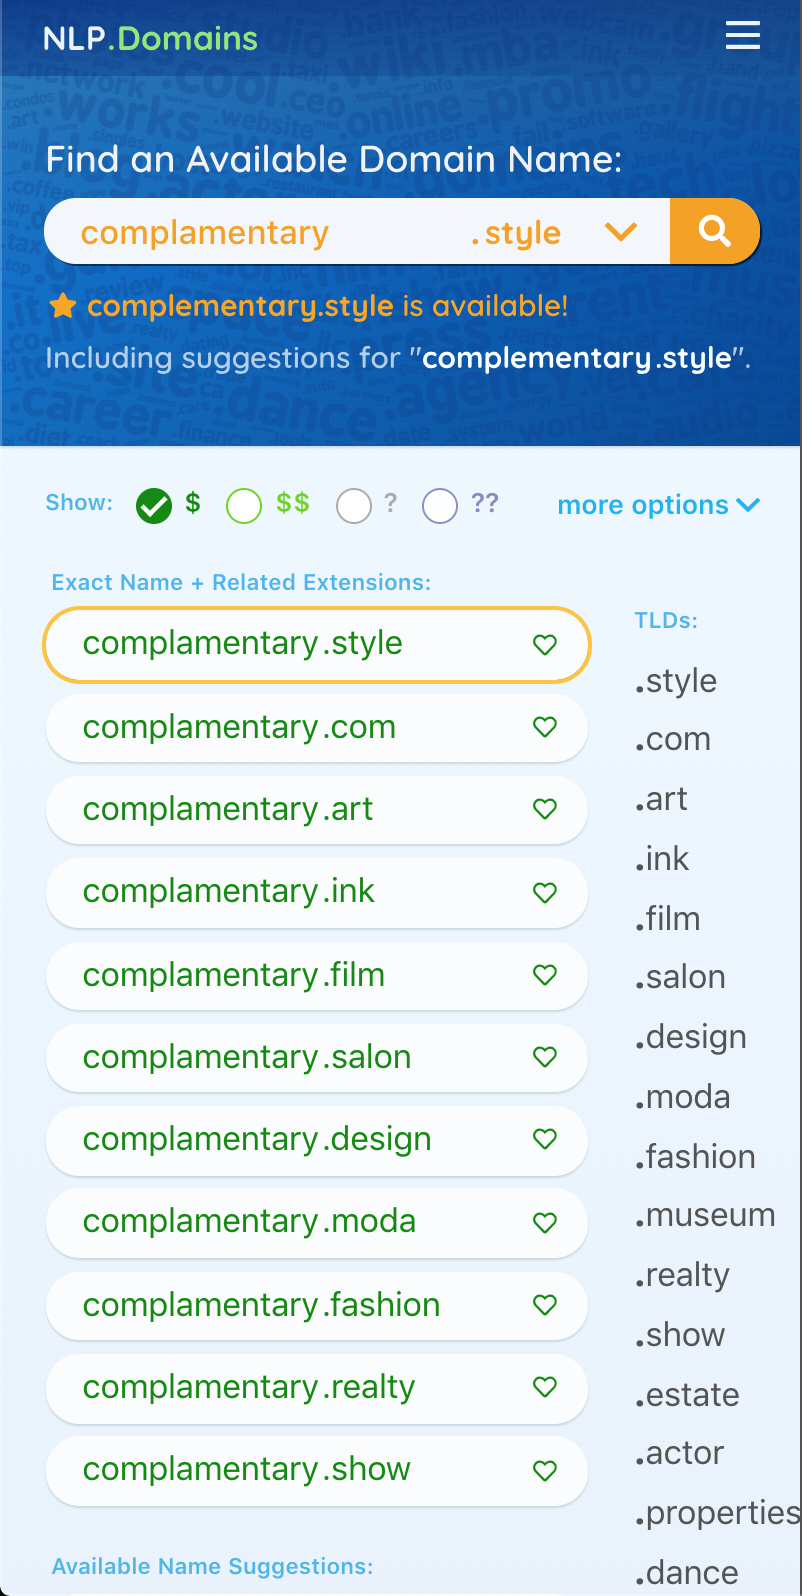 NLP.Domains
Find an Available Domain Name:
complamentary .style
complementary.style is available!
Including suggestions for "complementary.style".
Show: $ $$ ? ?? more options
Exact Name + Related Extensions:
complamentary.style
complamentary.com
complamentary.art
complamentary.ink
complamentary.film
complamentary.salon
complamentary.design
complamentary.moda
complamentary.fashion
complamentary.realty
complamentary.show
Available Name Suggestions:
TLDs:
.style
.com
.art
.ink
.film
.salon
.design
.moda
.fashion
.museum
.realty
.show
.estate
.actor
.properties
.dance